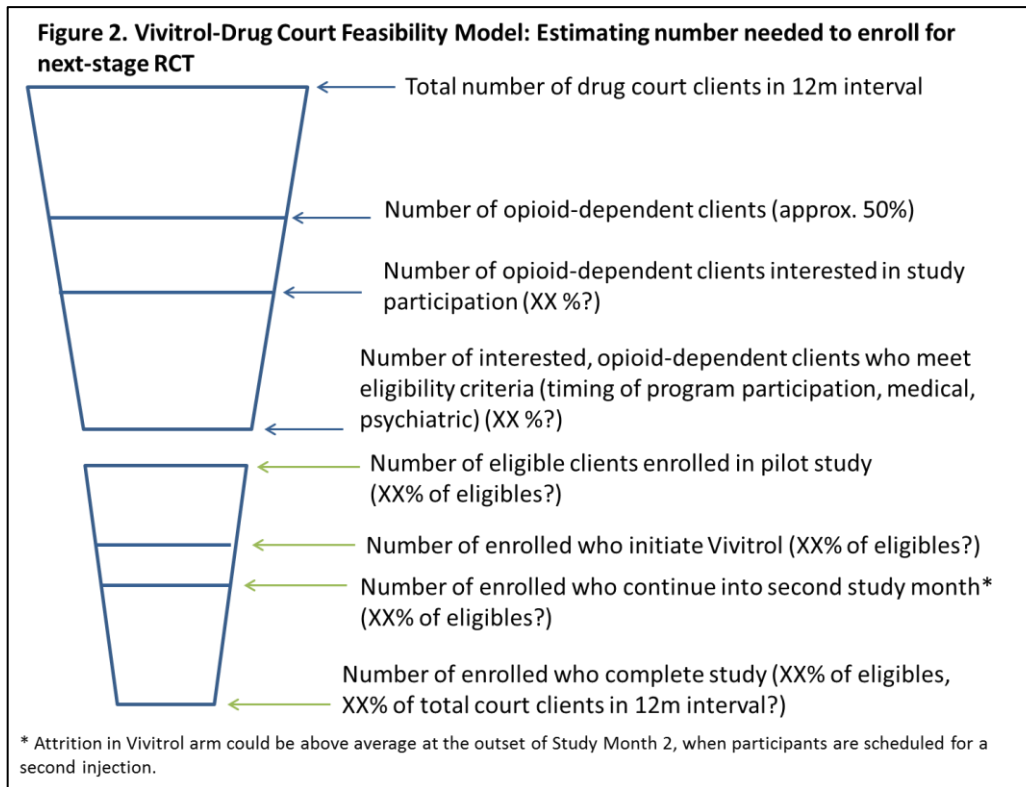 Figure 2. Vivitrol-Drug Court Feasibility Model: Estimating number needed to enroll for
next-stage RCT
Total number of drug court clients in 12m interval
Number of opioid-dependent clients (approx. 50%)
Number of opioid-dependent clients interested in study
participation (XX %?)
Number of interested, opioid-dependent clients who meet
eligibility criteria (timing of program participation, medical,
psychiatric) (XX %?)
Number of eligible clients enrolled in pilot study
(XX% of eligibles?)
Number of enrolled who initiate Vivitrol (XX% of eligibles?)
Number of enrolled who continue into second study month*
(XX% of eligibles?)
Number of enrolled who complete study (XX% of eligibles,
XX% of total court clients in 12m interval?)
* Attrition in Vivitrol arm could be above average at the outset of Study Month 2, when participants are scheduled for a
second injection.